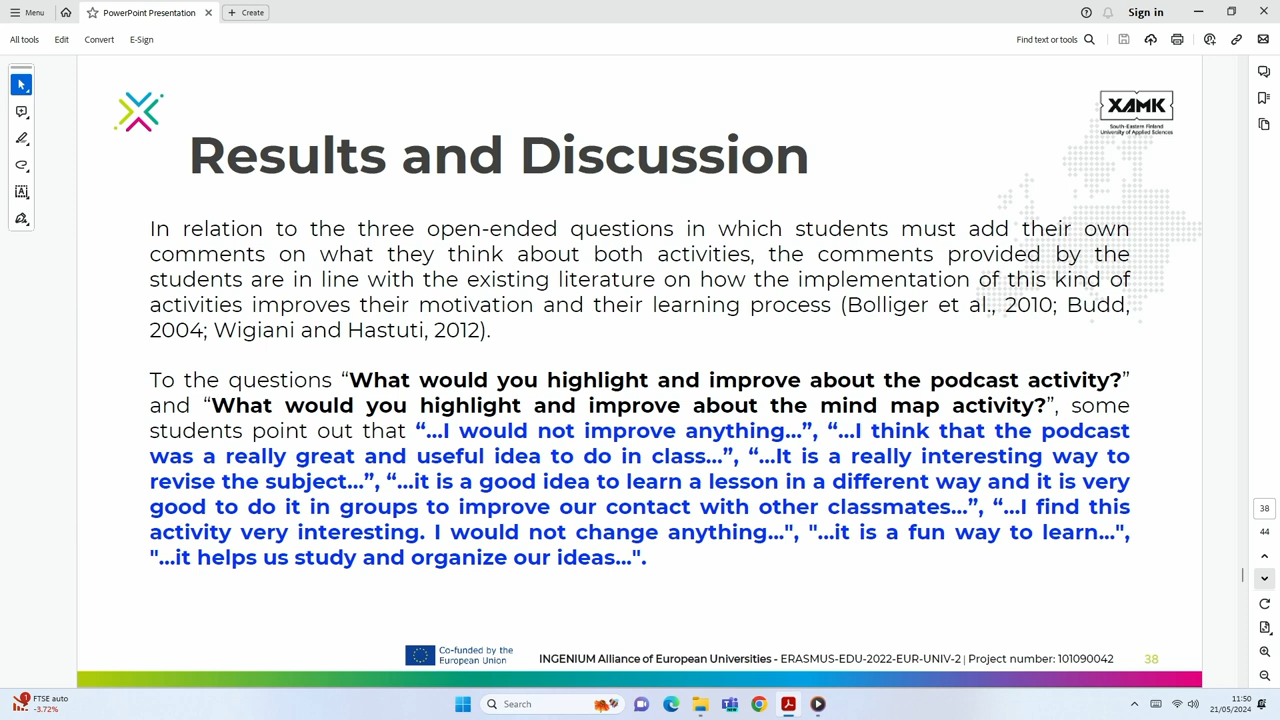 Menu
PowerPoint Presentation
Create
Sign in
All tools
Edit
Convert
E-Sign
Find text or tools
XAMK
South-Eastern Finland
University of Applied Sciences
Results and Discussion
In relation to the three open-ended questions in which students must add their own
comments on what they think about both activities, the comments provided by the
students are in line with the existing literature on how the implementation of this kind of
activities improves their motivation and their learning process (Bolliger et al., 2010; Budd,
2004; Wigiani and Hastuti, 2012).
To the questions “What would you highlight and improve about the podcast activity?”
and “What would you highlight and improve about the mind map activity?”, some
students point out that “...I would not improve anything...”, “...I think that the podcast
was a really great and useful idea to do in class...”, “...It is a really interesting way to
revise the subject...”, “...it is a good idea to learn a lesson in a different way and it is very
good to do it in groups to improve our contact with other classmates...”, “...I find this
activity very interesting. I would not change anything...", "...it is a fun way to learn...",
"...it helps us study and organize our ideas...".
38
44
Co-funded by the
European Union
INGENIUM Alliance of European Universities - ERASMUS-EDU-2022-EUR-UNIV-2 | Project number: 101090042
38
1
FTSE auto
-3.72%
Search
11:50
21/05/2024